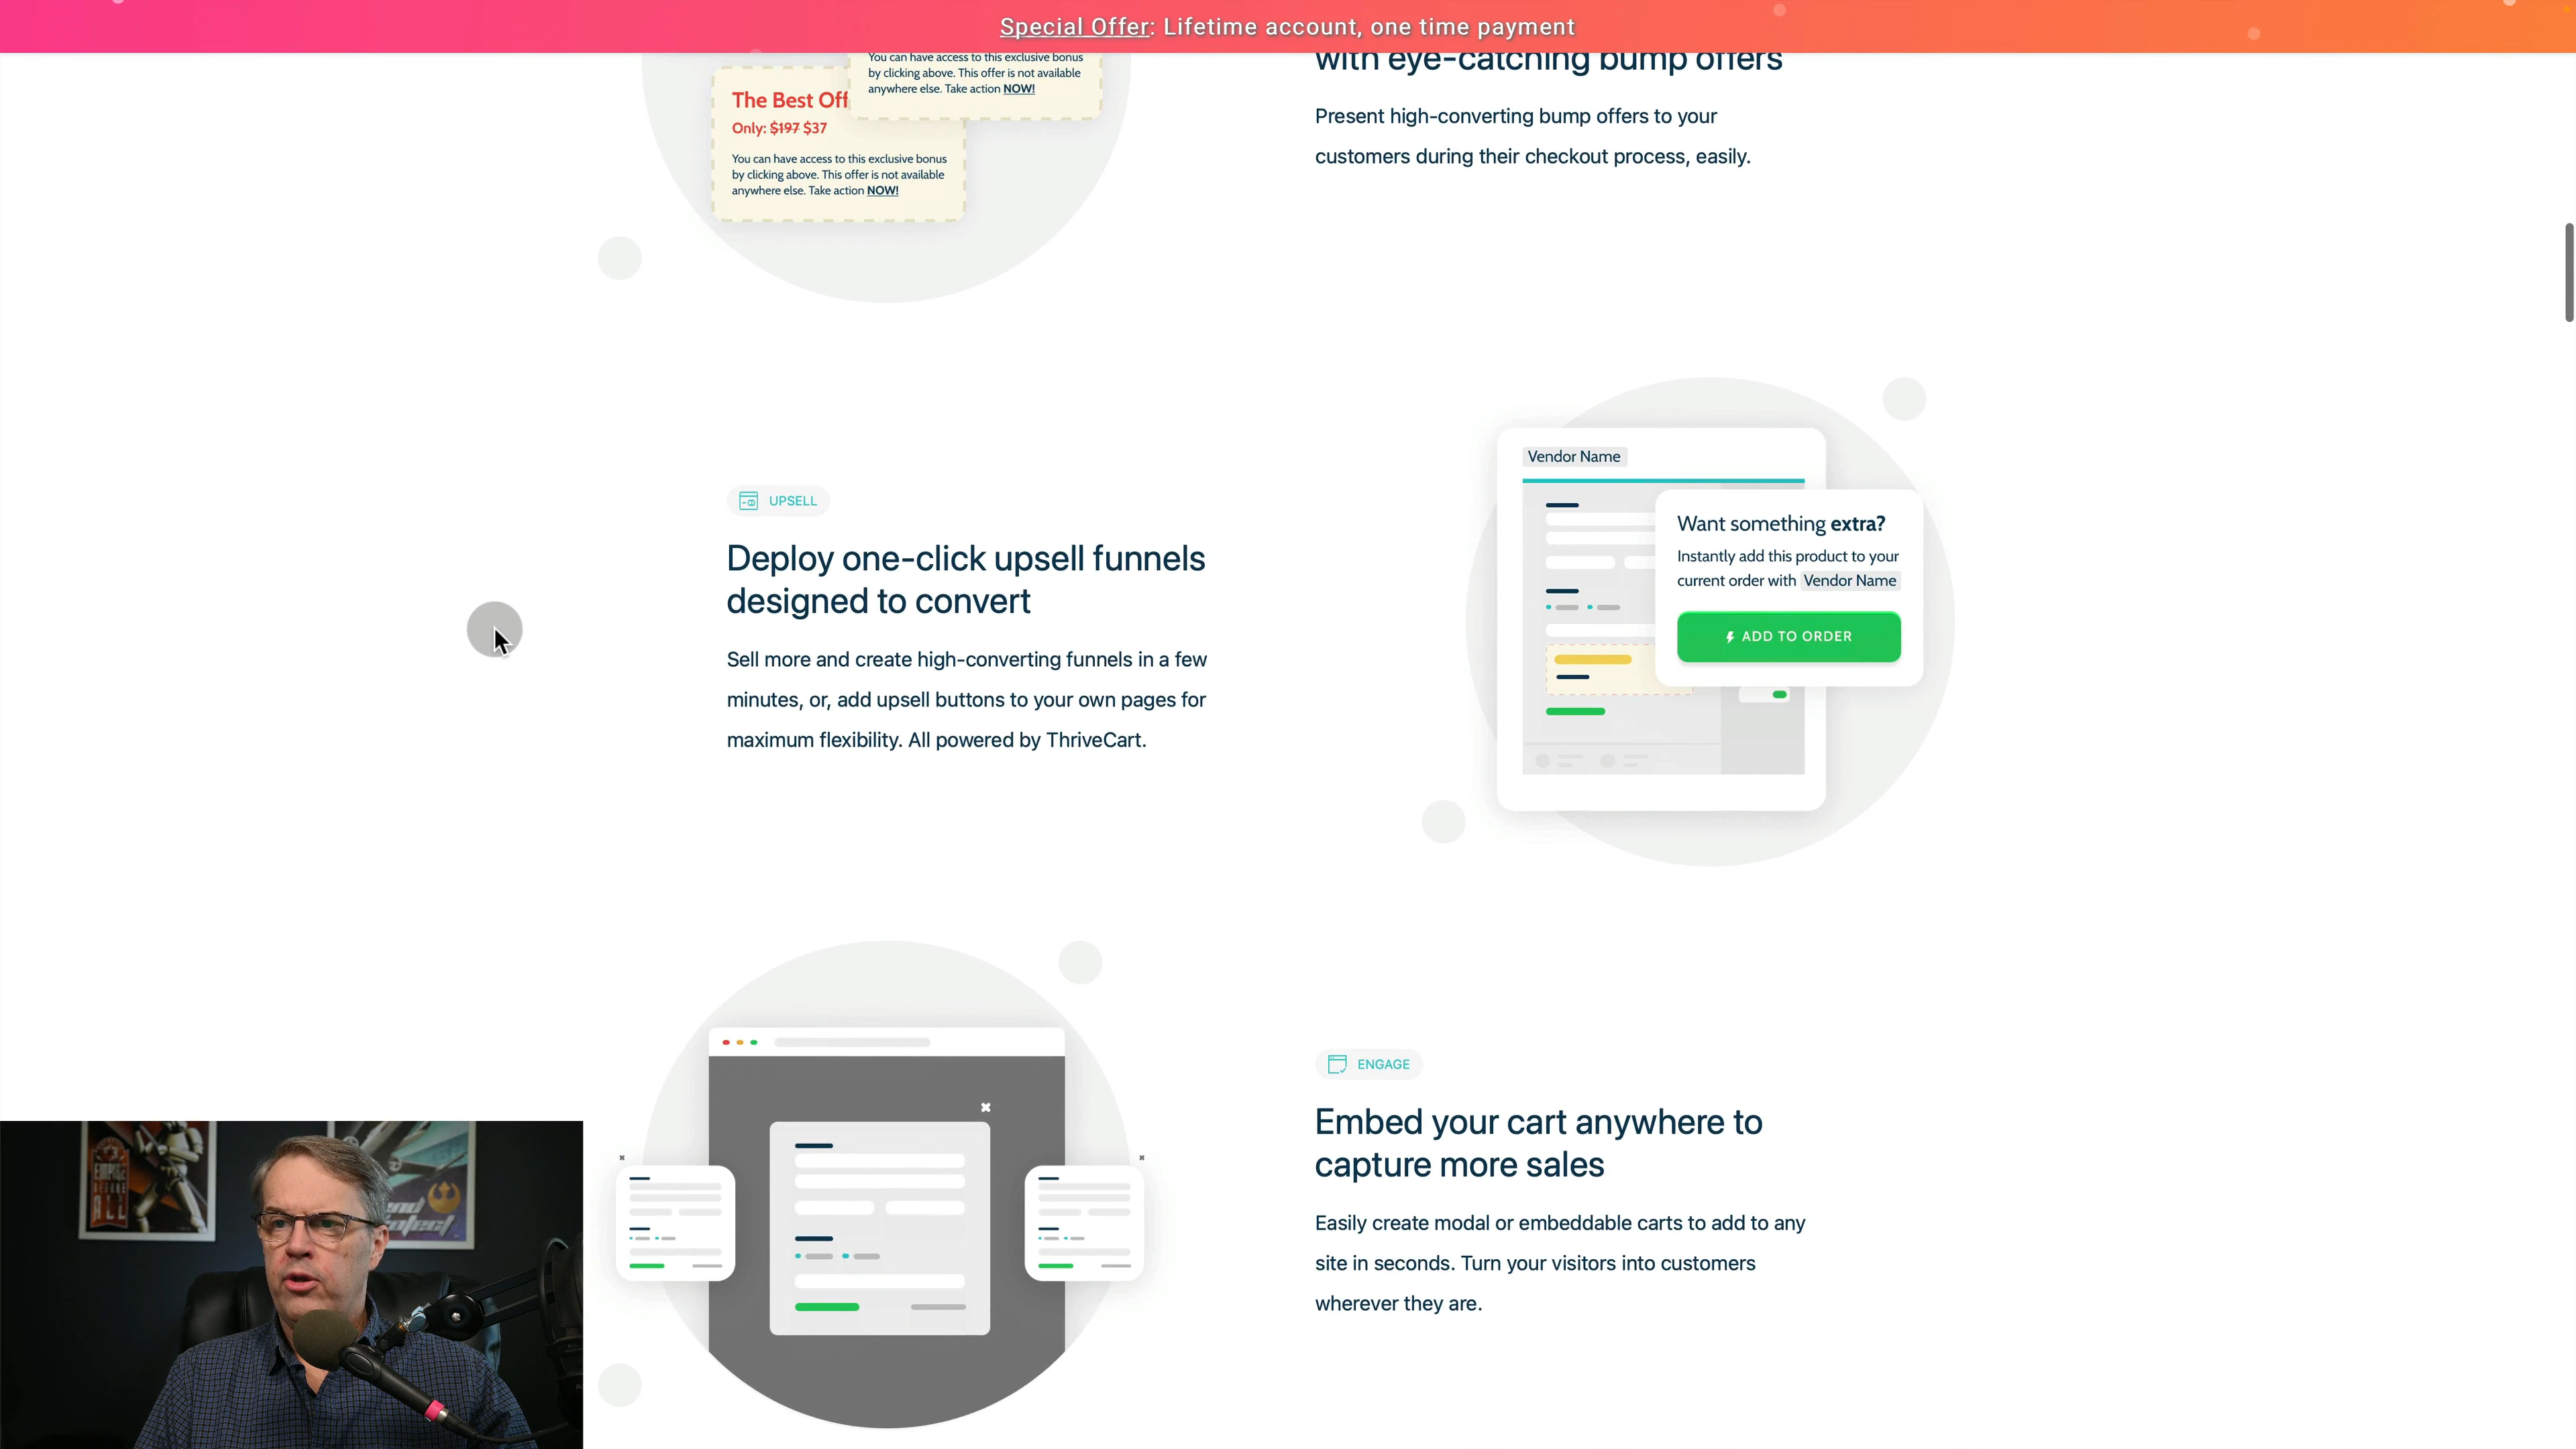 Special Offer: Lifetime account, one time payment
You can have access to this exclusive bonus
by clicking above. This offer is not available
anywhere else. Take action NOW!
The Best Off
Only: $197 $37
You can have access to this exclusive bonus
by clicking above. This offer is not available
anywhere else. Take action NOW!
with eye-catching bump offers
Present high-converting bump offers to your
customers during their checkout process, easily.
UPSELL
Deploy one-click upsell funnels
designed to convert
Sell more and create high-converting funnels in a few
minutes, or, add upsell buttons to your own pages for
maximum flexibility. All powered by ThriveCart.
Vendor Name
Want something extra?
Instantly add this product to your
current order with Vendor Name
ADD TO ORDER
ENGAGE
Embed your cart anywhere to
capture more sales
Easily create modal or embeddable carts to add to any
site in seconds. Turn your visitors into customers
wherever they are.
EMPIRE
ALL